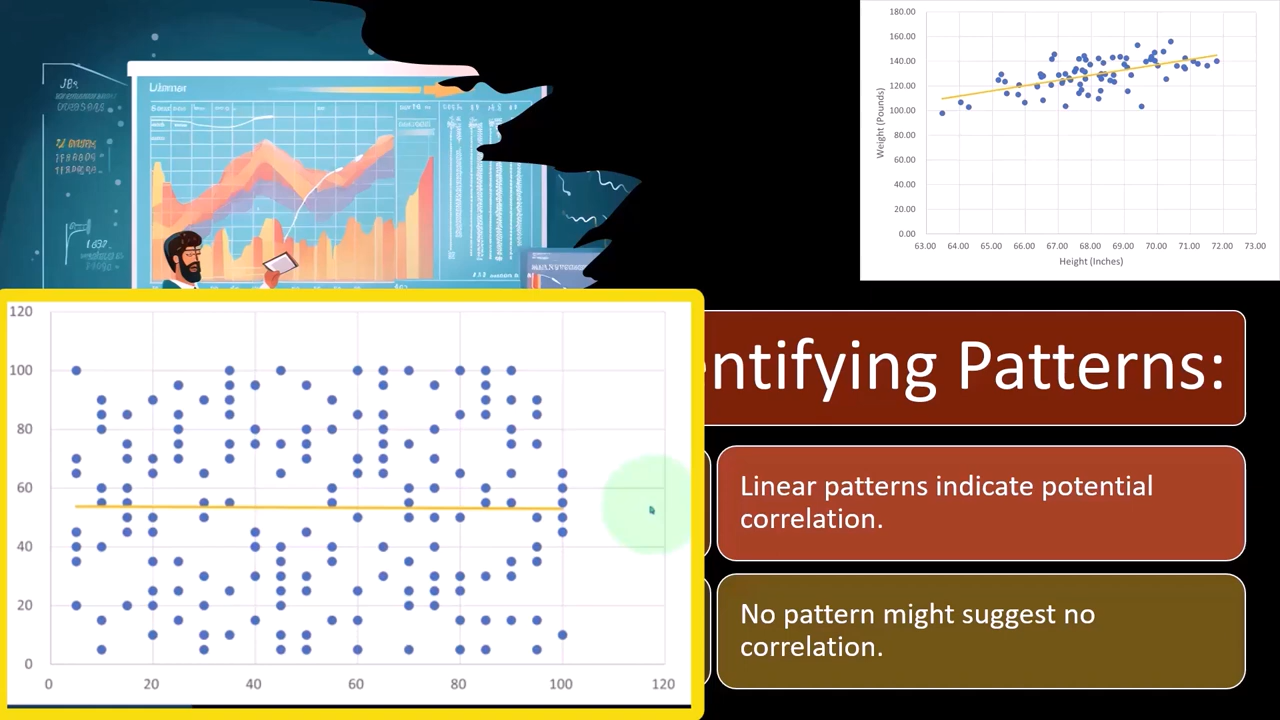 180.00
160.00
140.00
120.00
100.00
80.00
60.00
40.00
20.00
0.00
63.00 64.00 65.00 66.00 67.00 68.00 69.00 70.00 71.00 72.00 73.00
Weight (Pounds)
Height (Inches)
120
100
80
60
40
20
0
0 20 40 60 80 100 120
entifying Patterns:
Linear patterns indicate potential
correlation.
No pattern might suggest no
correlation.